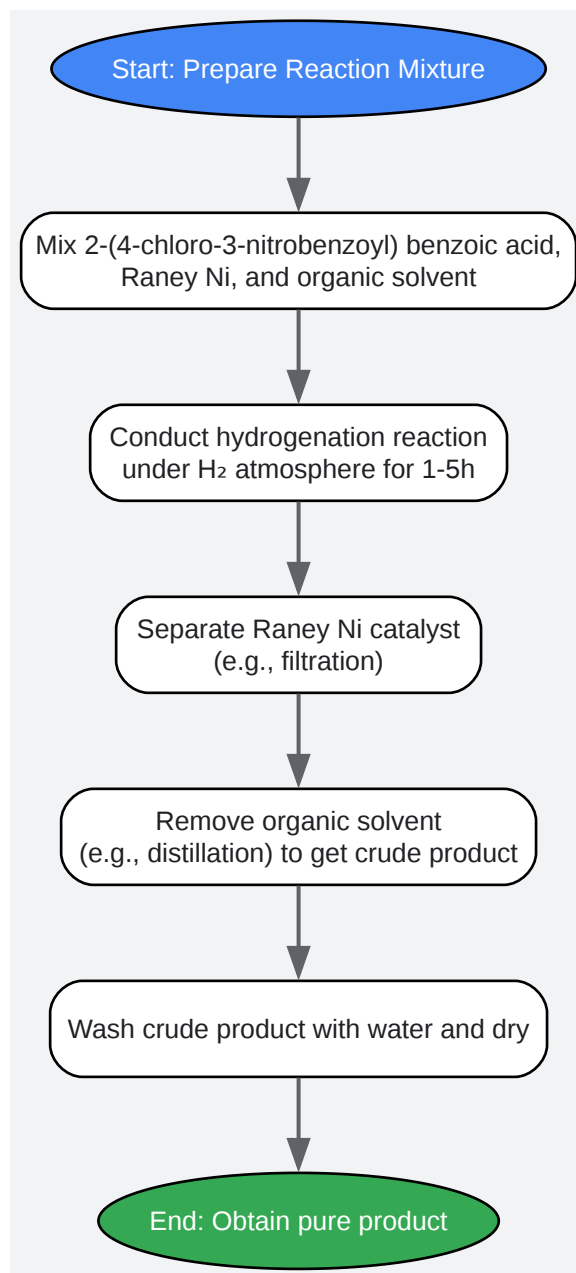 Start: Prepare Reaction Mixture
Mix 2-(4-chloro-3-nitrobenzoyl) benzoic acid,
Raney Ni, and organic solvent
Conduct hydrogenation reaction
under H₂ atmosphere for 1-5h
Separate Raney Ni catalyst
(e.g., filtration)
Remove organic solvent
(e.g., distillation) to get crude product
Wash crude product with water and dry
End: Obtain pure product